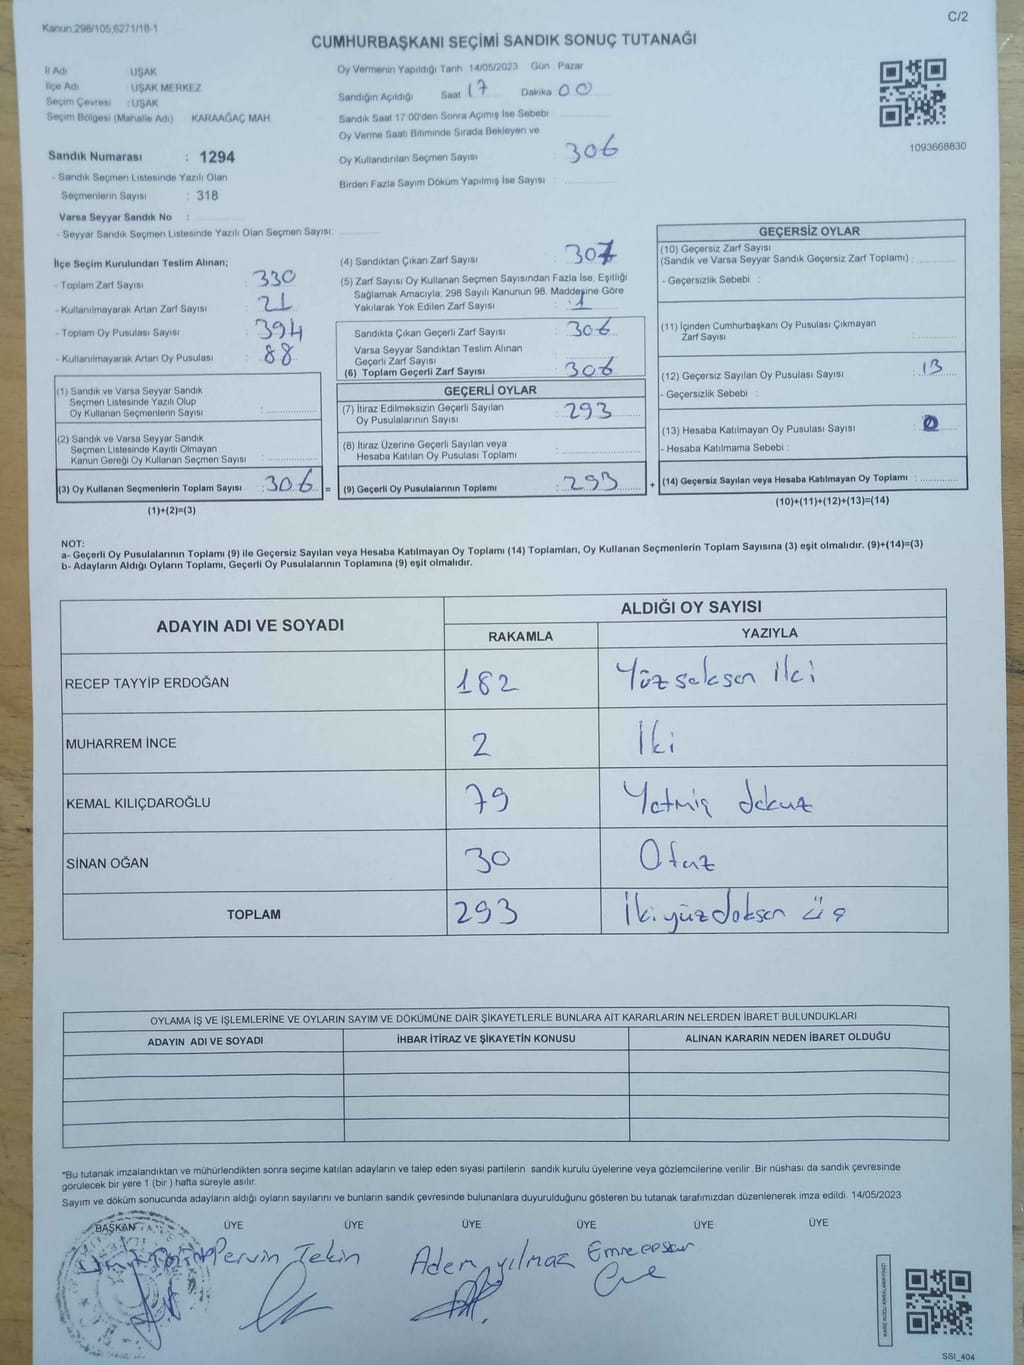 Kanun:298/105,6271/18-1
C/2
CUMHURBAŞKANI SEÇİMİ SANDIK SONUÇ TUTANAĞI
İl Adı UŞAK
İlçe Adı UŞAK MERKEZ
Seçim Çevresi : UŞAK
Seçim Bölgesi (Mahalle Adı) KARAAĞAÇ MAH.
Sandık Numarası : 1294
- Sandık Seçmen Listesinde Yazılı Olan
Seçmenlerin Sayısı : 318
Varsa Seyyar Sandık No :
- Seyyar Sandık Seçmen Listesinde Yazılı Olan Seçmen Sayısı:
Oy Vermenin Yapıldığı Tarih 14/05/2023 Gün : Pazar
Sandığın Açıldığı Saat 17 Dakika 00
Sandık Saat 17:00'den Sonra Açımış İse Sebebi
Oy Verme Saati Bitiminde Sırada Bekleyen ve
Oy Kullandırılan Seçmen Sayısı : 306
Birden Fazla Sayım Döküm Yapılmış İse Sayısı :
1093668830
İlçe Seçim Kurulundan Teslim Alınan;
- Toplam Zarf Sayısı : 330
- Kullanılmayarak Artan Zarf Sayısı : 21
- Toplam Oy Pusulası Sayısı : 394
- Kullanılmayarak Artan Oy Pusulası : 88
(1) Sandık ve Varsa Seyyar Sandık
Seçmen Listesinde Yazılı Olup
Oy Kullanan Seçmenlerin Sayısı :
(2) Sandık ve Varsa Seyyar Sandık
Seçmen Listesinde Kayıtlı Olmayan
Kanun Gereği Oy Kullanan Seçmen Sayısı :
(3) Oy Kullanan Seçmenlerin Toplam Sayısı : 306 =
(1)+(2)=(3)
(4) Sandıktan Çıkan Zarf Sayısı : 307
(5) Zarf Sayısı Oy Kullanan Seçmen Sayısından Fazla İse, Eşitliği
Sağlamak Amacıyla; 298 Sayılı Kanunun 98. Maddesine Göre
Yakılarak Yok Edilen Zarf Sayısı : 1
Sandıkta Çıkan Geçerli Zarf Sayısı : 306
Varsa Seyyar Sandıktan Teslim Alınan
Geçerli Zarf Sayısı :
(6) Toplam Geçerli Zarf Sayısı : 306
GEÇERLİ OYLAR
(7) İtiraz Edilmeksizin Geçerli Sayılan
Oy Pusulalarının Sayısı : 293
(8) İtiraz Üzerine Geçerli Sayılan veya
Hesaba Katılan Oy Pusulası Toplamı :
(9) Geçerli Oy Pusulalarının Toplamı : 293 +
GEÇERSİZ OYLAR
(10) Geçersiz Zarf Sayısı
(Sandık ve Varsa Seyyar Sandık Geçersiz Zarf Toplamı) :
- Geçersizlik Sebebi :
(11) İçinden Cumhurbaşkanı Oy Pusulası Çıkmayan
Zarf Sayısı :
(12) Geçersiz Sayılan Oy Pusulası Sayısı : 13
- Geçersizlik Sebebi :
(13) Hesaba Katılmayan Oy Pusulası Sayısı : 0
- Hesaba Katılmama Sebebi :
(14) Geçersiz Sayılan veya Hesaba Katılmayan Oy Toplamı :
(10)+(11)+(12)+(13)=(14)
NOT:
a- Geçerli Oy Pusulalarının Toplamı (9) ile Geçersiz Sayılan veya Hesaba Katılmayan Oy Toplamı (14) Toplamları, Oy Kullanan Seçmenlerin Toplam Sayısına (3) eşit olmalıdır. (9)+(14)=(3)
b- Adayların Aldığı Oyların Toplamı, Geçerli Oy Pusulalarının Toplamına (9) eşit olmalıdır.
ADAYIN ADI VE SOYADI ALDIĞI OY SAYISI
RAKAMLA YAZIYLA
RECEP TAYYİP ERDOĞAN 182 Yüz seksen iki
MUHARREM İNCE 2 İki
KEMAL KILIÇDAROĞLU 79 Yetmiş dokuz
SİNAN OĞAN 30 Otuz
TOPLAM 293 İki yüz doksan üç
OYLAMA İŞ VE İŞLEMLERİNE VE OYLARIN SAYIM VE DÖKÜMÜNE DAİR ŞİKAYETLERLE BUNLARA AİT KARARLARIN NELERDEN İBARET BULUNDUKLARI
ADAYIN ADI VE SOYADI İHBAR İTİRAZ VE ŞİKAYETİN KONUSU ALINAN KARARIN NEDEN İBARET OLDUĞU
*Bu tutanak imzalandıktan ve mühürlendikten sonra seçime katılan adayların ve talep eden siyasi partilerin sandık kurulu üyelerine veya gözlemcilerine verilir .Bir nüshası da sandık çevresinde
görülecek bir yere 1 (bir ) hafta süreyle asılır.
Sayım ve döküm sonucunda adayların aldığı oyların sayılarını ve bunların sandık çevresinde bulunanlara duyurulduğunu gösteren bu tutanak tarafımızdan düzenlenerek imza edildi. 14/05/2023
BAŞKAN ÜYE ÜYE ÜYE ÜYE ÜYE ÜYE
Pervin Tekin Adem yılmaz Emre
KARE KODU KARALAMAYINIZ!
SSI_404